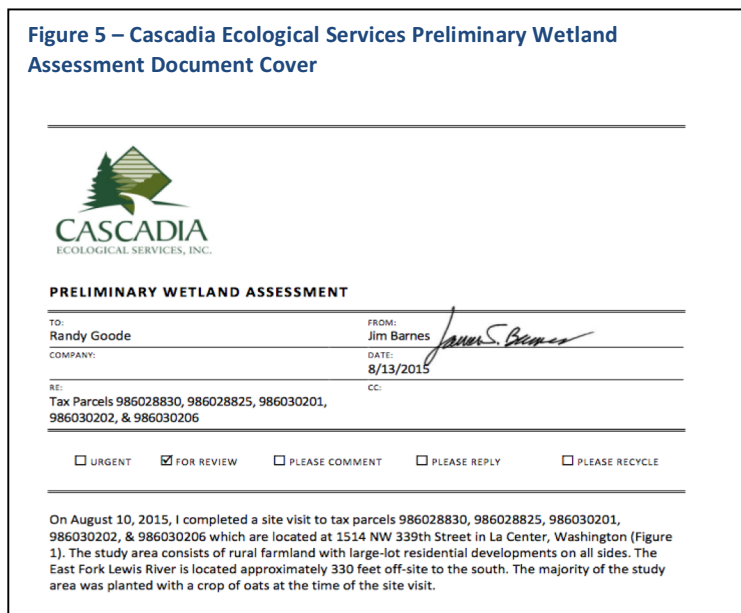 Figure 5 – Cascadia Ecological Services Preliminary Wetland
Assessment Document Cover
CASCADIA
ECOLOGICAL SERVICES, INC.
PRELIMINARY WETLAND ASSESSMENT
TO:
Randy Goode
FROM:
Jim Barnes
James S. Barnes
COMPANY:
DATE:
8/13/2015
RE:
Tax Parcels 986028830, 986028825, 986030201,
986030202, & 986030206
CC:
☐ URGENT ☑ FOR REVIEW ☐ PLEASE COMMENT ☐ PLEASE REPLY ☐ PLEASE RECYCLE
On August 10, 2015, I completed a site visit to tax parcels 986028830, 986028825, 986030201,
986030202, & 986030206 which are located at 1514 NW 339th Street in La Center, Washington (Figure
1). The study area consists of rural farmland with large-lot residential developments on all sides. The
East Fork Lewis River is located approximately 330 feet off-site to the south. The majority of the study
area was planted with a crop of oats at the time of the site visit.